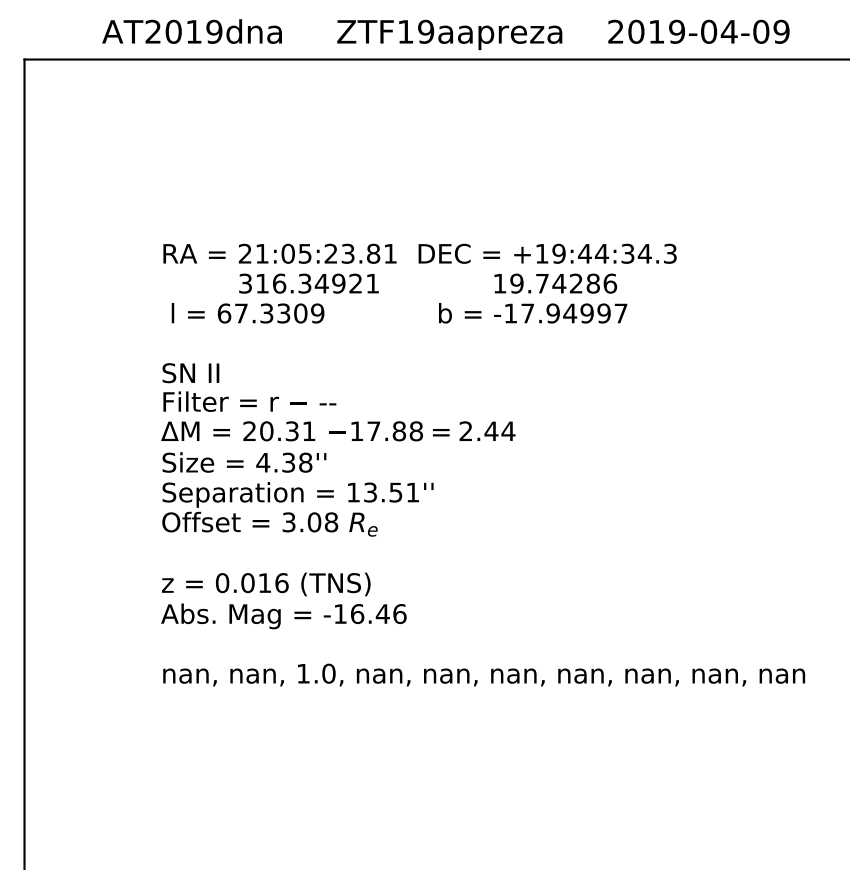 AT2019dna ZTF19aapreza 2019-04-09
RA = 21:05:23.81 DEC = +19:44:34.3
316.34921 19.74286
l = 67.3309 b = -17.94997
SN II
Filter = r − --
ΔM = 20.31 −17.88 = 2.44
Size = 4.38''
Separation = 13.51''
Offset = 3.08 Rₑ
z = 0.016 (TNS)
Abs. Mag = -16.46
nan, nan, 1.0, nan, nan, nan, nan, nan, nan, nan